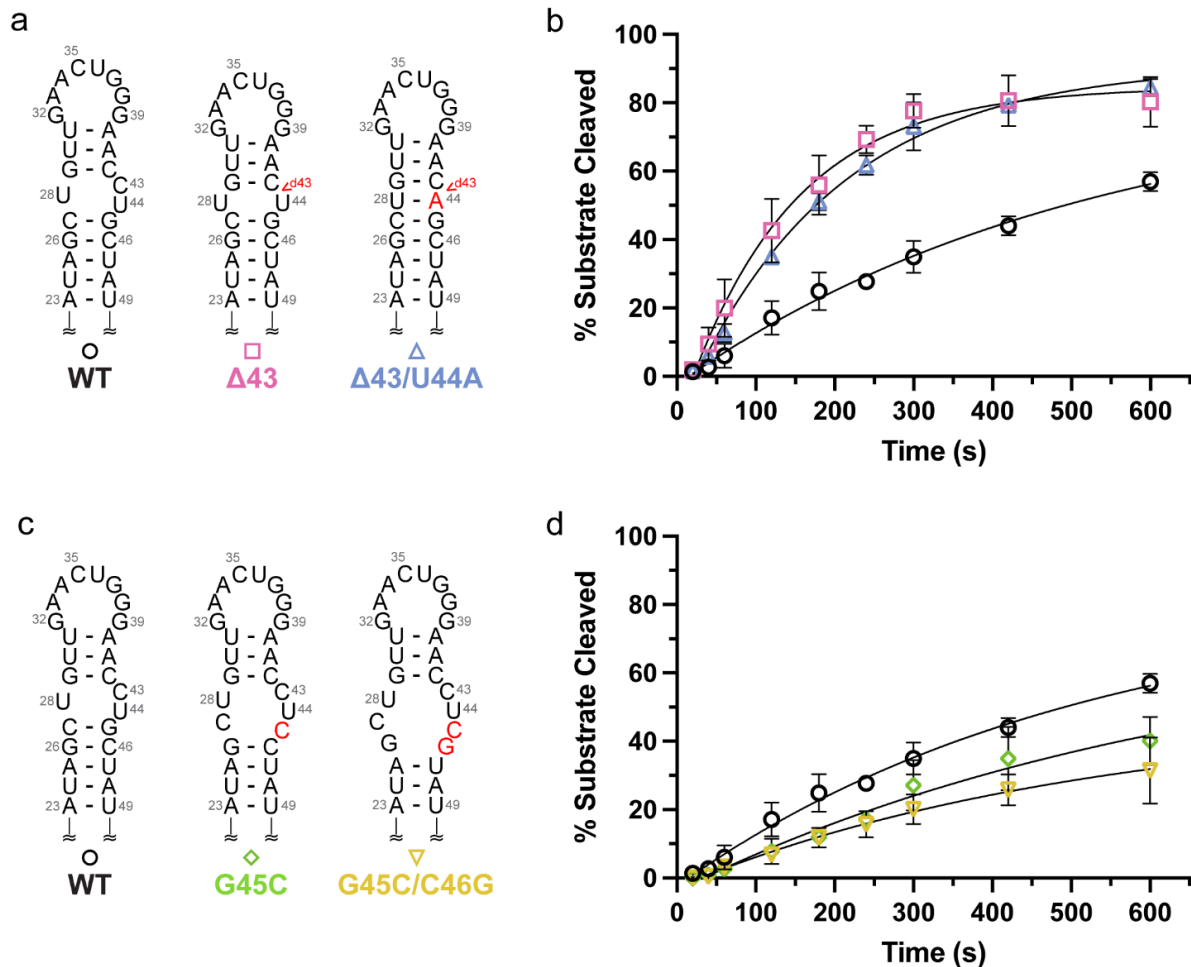 a
35
C U
A G
A G
32 G G 39
U - A
U - A
G - C
28 U C 43
U 44
C - G
26 G - C 46
A - U
U - A
23 A - U 49
≈ ≈
WT
35
C U
A G
A G
32 G G 39
U - A
U - A
G - C d43
28 U U 44
C - G
26 G - C 46
A - U
U - A
23 A - U 49
≈ ≈
Δ43
35
C U
A G
A G
32 G G 39
U - A
U - A
G - C d43
28 U - A 44
C - G
26 G - C 46
A - U
U - A
23 A - U 49
≈ ≈
Δ43/U44A
b
% Substrate Cleaved
100
80
60
40
20
0
0 100 200 300 400 500 600
Time (s)
c
35
C U
A G
A G
32 G G 39
U - A
U - A
G - C
28 U C 43
U 44
C - G
26 G - C 46
A - U
U - A
23 A - U 49
≈ ≈
WT
35
C U
A G
A G
32 G G 39
U - A
U - A
G - C
28 U C 43
U 44
C C
G - C
A - U
U - A
23 A - U 49
≈ ≈
G45C
35
C U
A G
A G
32 G G 39
U - A
U - A
G - C
28 U C 43
U 44
C C
G G
A - U
U - A
23 A - U 49
≈ ≈
G45C/C46G
d
% Substrate Cleaved
100
80
60
40
20
0
0 100 200 300 400 500 600
Time (s)